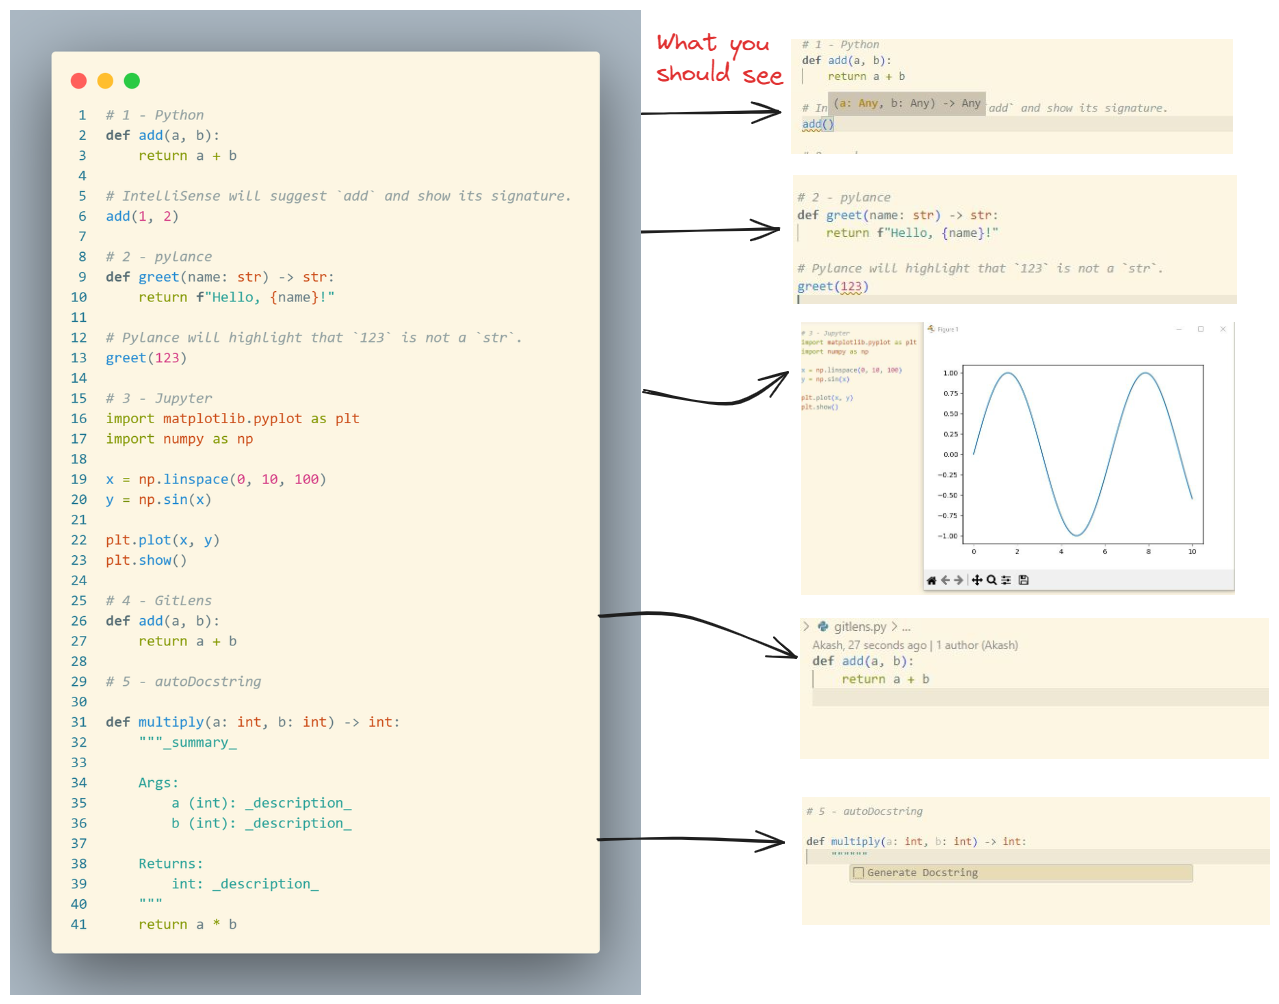 1 # 1 - Python
2 def add(a, b):
3     return a + b
4
5 # IntelliSense will suggest `add` and show its signature.
6 add(1, 2)
7
8 # 2 - pylance
9 def greet(name: str) -> str:
10     return f"Hello, {name}!"
11
12 # Pylance will highlight that `123` is not a `str`.
13 greet(123)
14
15 # 3 - Jupyter
16 import matplotlib.pyplot as plt
17 import numpy as np
18
19 x = np.linspace(0, 10, 100)
20 y = np.sin(x)
21
22 plt.plot(x, y)
23 plt.show()
24
25 # 4 - GitLens
26 def add(a, b):
27     return a + b
28
29 # 5 - autoDocstring
30
31 def multiply(a: int, b: int) -> int:
32     """_summary_
33
34     Args:
35         a (int): _description_
36         b (int): _description_
37
38     Returns:
39         int: _description_
40     """
41     return a * b
What you
should see
# 1 - Python
def add(a, b):
    return a + b
(a: Any, b: Any) -> Any
# In add` and show its signature.
add()
# 2 - pylance
def greet(name: str) -> str:
    return f"Hello, {name}!"
# Pylance will highlight that `123` is not a `str`.
greet(123)
# 3 - Jupyter
import matplotlib.pyplot as plt
import numpy as np
x = np.linspace(0, 10, 100)
y = np.sin(x)
plt.plot(x, y)
plt.show()
Figure 1
1.00
0.75
0.50
0.25
0.00
−0.25
−0.50
−0.75
−1.00
0 2 4 6 8 10
gitlens.py > ...
Akash, 27 seconds ago | 1 author (Akash)
def add(a, b):
    return a + b
# 5 - autoDocstring
def multiply(a: int, b: int) -> int:
    """"""
Generate Docstring